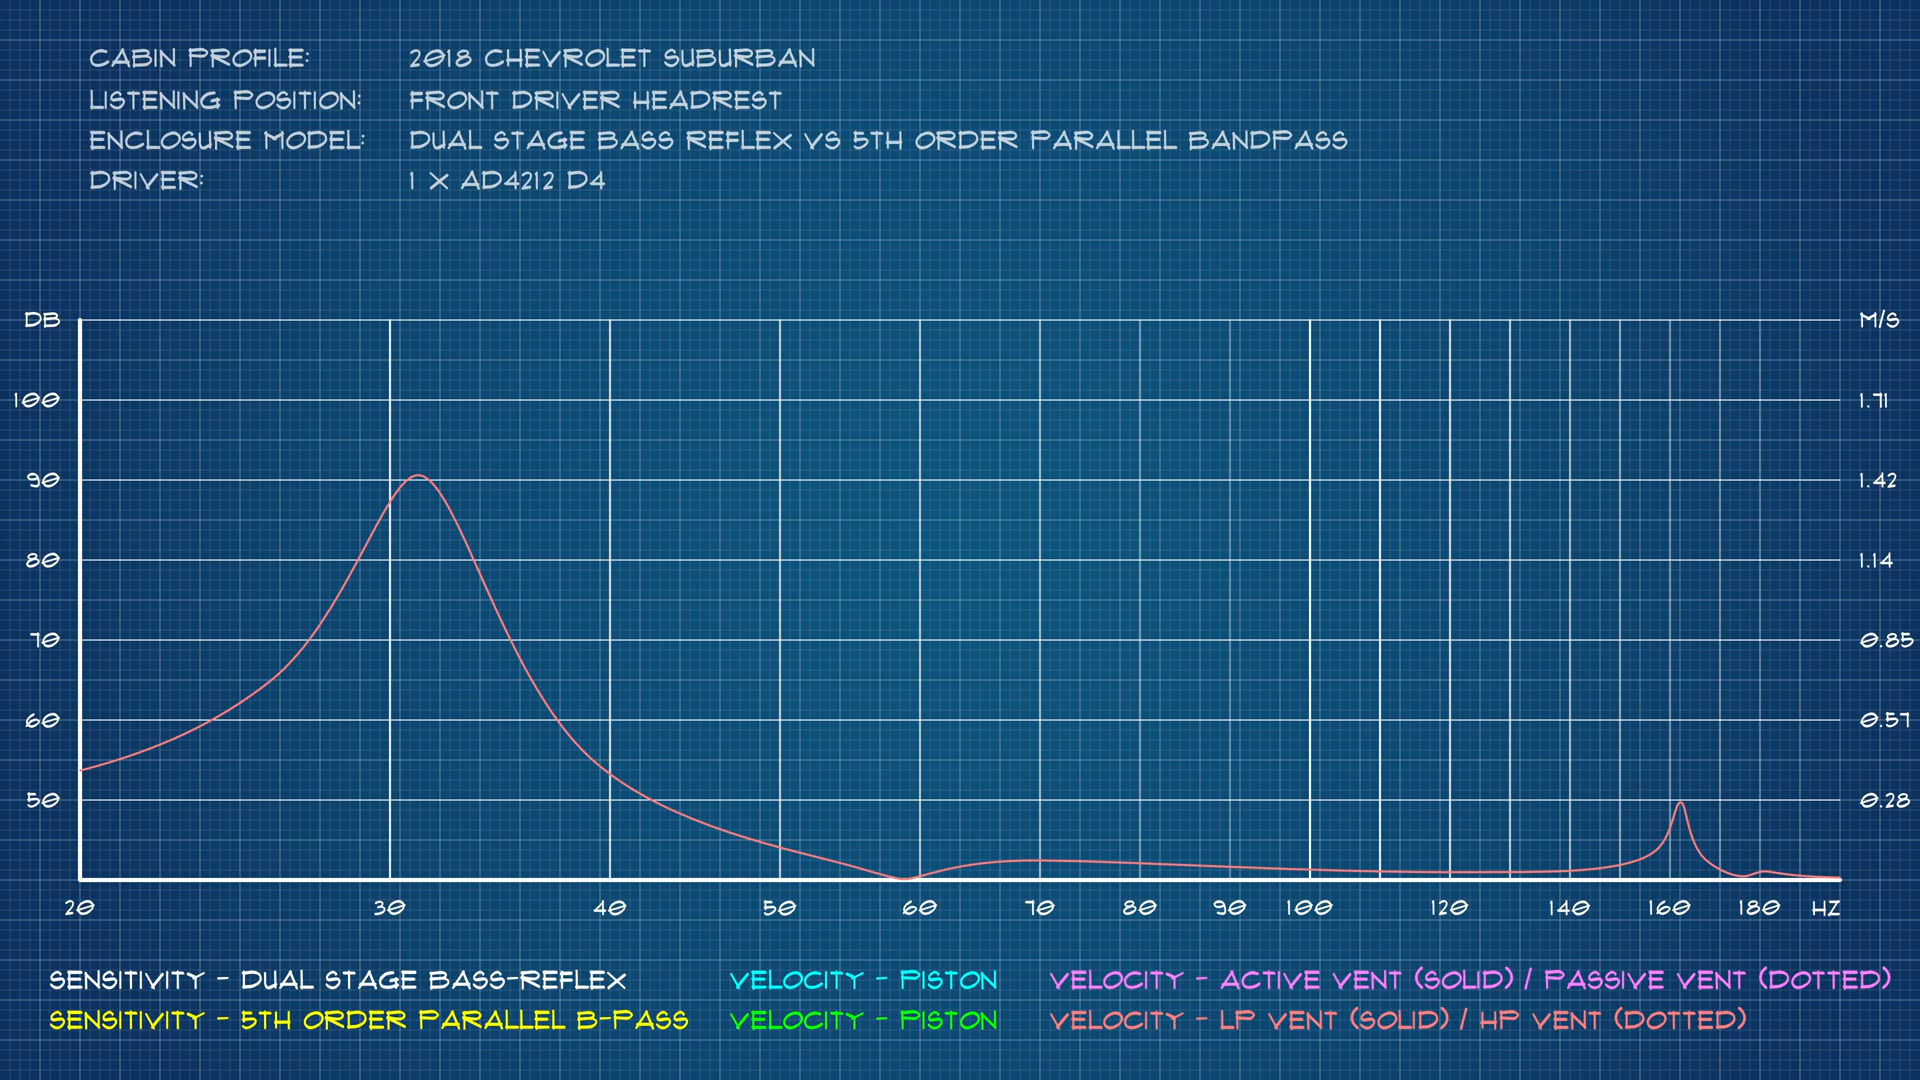 CABIN PROFILE: 2018 CHEVROLET SUBURBAN
LISTENING POSITION: FRONT DRIVER HEADREST
ENCLOSURE MODEL: DUAL STAGE BASS REFLEX VS 5TH ORDER PARALLEL BANDPASS
DRIVER: 1 X AD4212 D4
DB M/S
100 1.71
90 1.42
80 1.14
70 0.85
60 0.57
50 0.28
20 30 40 50 60 70 80 90 100 120 140 160 180 HZ
SENSITIVITY - DUAL STAGE BASS-REFLEX VELOCITY - PISTON VELOCITY - ACTIVE VENT (SOLID) / PASSIVE VENT (DOTTED)
SENSITIVITY - 5TH ORDER PARALLEL B-PASS VELOCITY - PISTON VELOCITY - LP VENT (SOLID) / HP VENT (DOTTED)